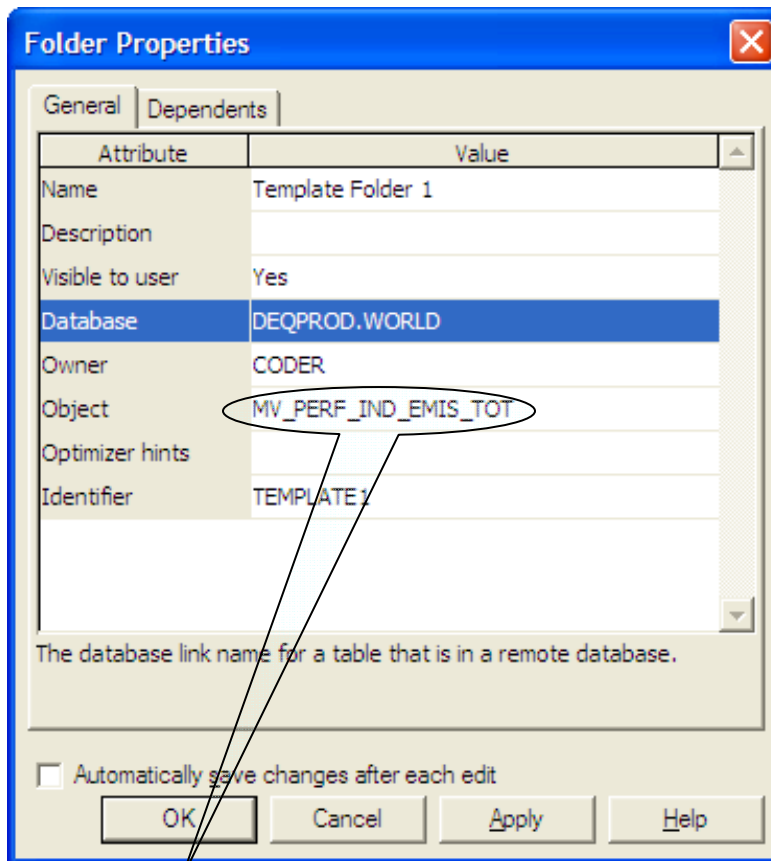 Folder Properties
General Dependents
Attribute Value
Name Template Folder 1
Description
Visible to user Yes
Database DEQPROD.WORLD
Owner CODER
Object MV_PERF_IND_EMIS_TOT
Optimizer hints
Identifier TEMPLATE1
The database link name for a table that is in a remote database.
Automatically save changes after each edit
OK Cancel Apply Help